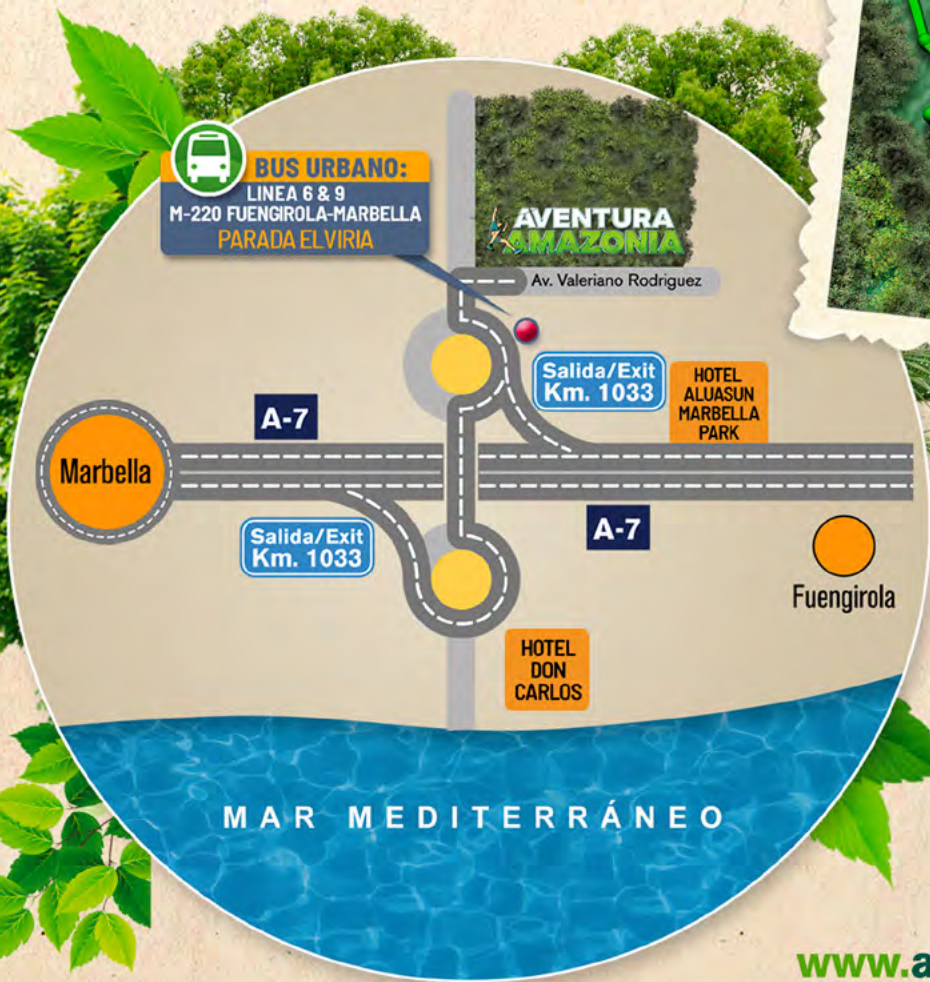 BUS URBANO:
LINEA 6 & 9
M-220 FUENGIROLA-MARBELLA
PARADA ELVIRIA
AVENTURA
AMAZONIA
Av. Valeriano Rodriguez
Salida/Exit
Km. 1033
HOTEL
ALUASUN
MARBELLA
PARK
A-7
Marbella
Salida/Exit
Km. 1033
A-7
Fuengirola
HOTEL
DON
CARLOS
MAR MEDITERRÁNEO
www.a